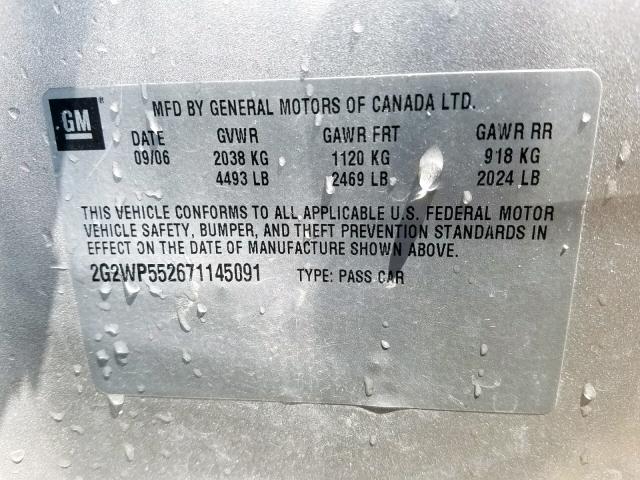 GM ®
MFD BY GENERAL MOTORS OF CANADA LTD.
DATE GVWR GAWR FRT GAWR RR
09/06 2038 KG 1120 KG 918 KG
4493 LB 2469 LB 2024 LB
THIS VEHICLE CONFORMS TO ALL APPLICABLE U.S. FEDERAL MOTOR
VEHICLE SAFETY, BUMPER, AND THEFT PREVENTION STANDARDS IN
EFFECT ON THE DATE OF MANUFACTURE SHOWN ABOVE.
2G2WP552671145091 TYPE: PASS CAR